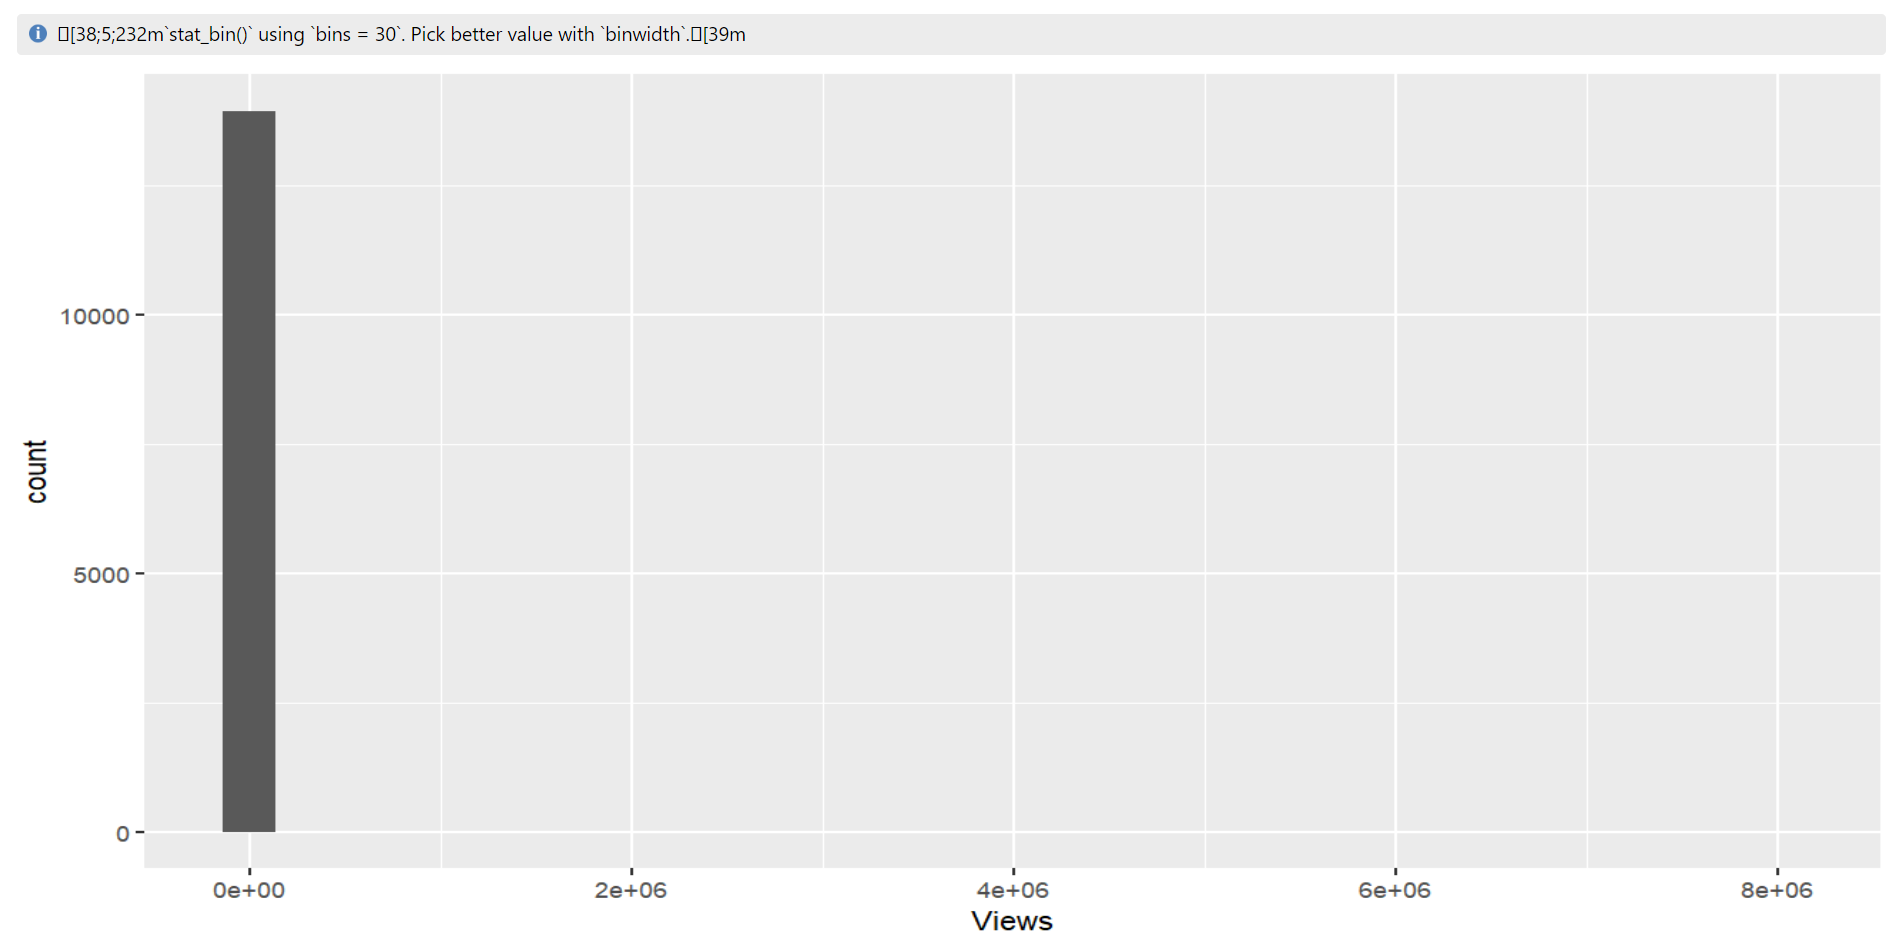 ▯[38;5;232m`stat_bin()` using `bins = 30`. Pick better value with `binwidth`.▯[39m
10000
5000
0
count
0e+00 2e+06 4e+06 6e+06 8e+06
Views